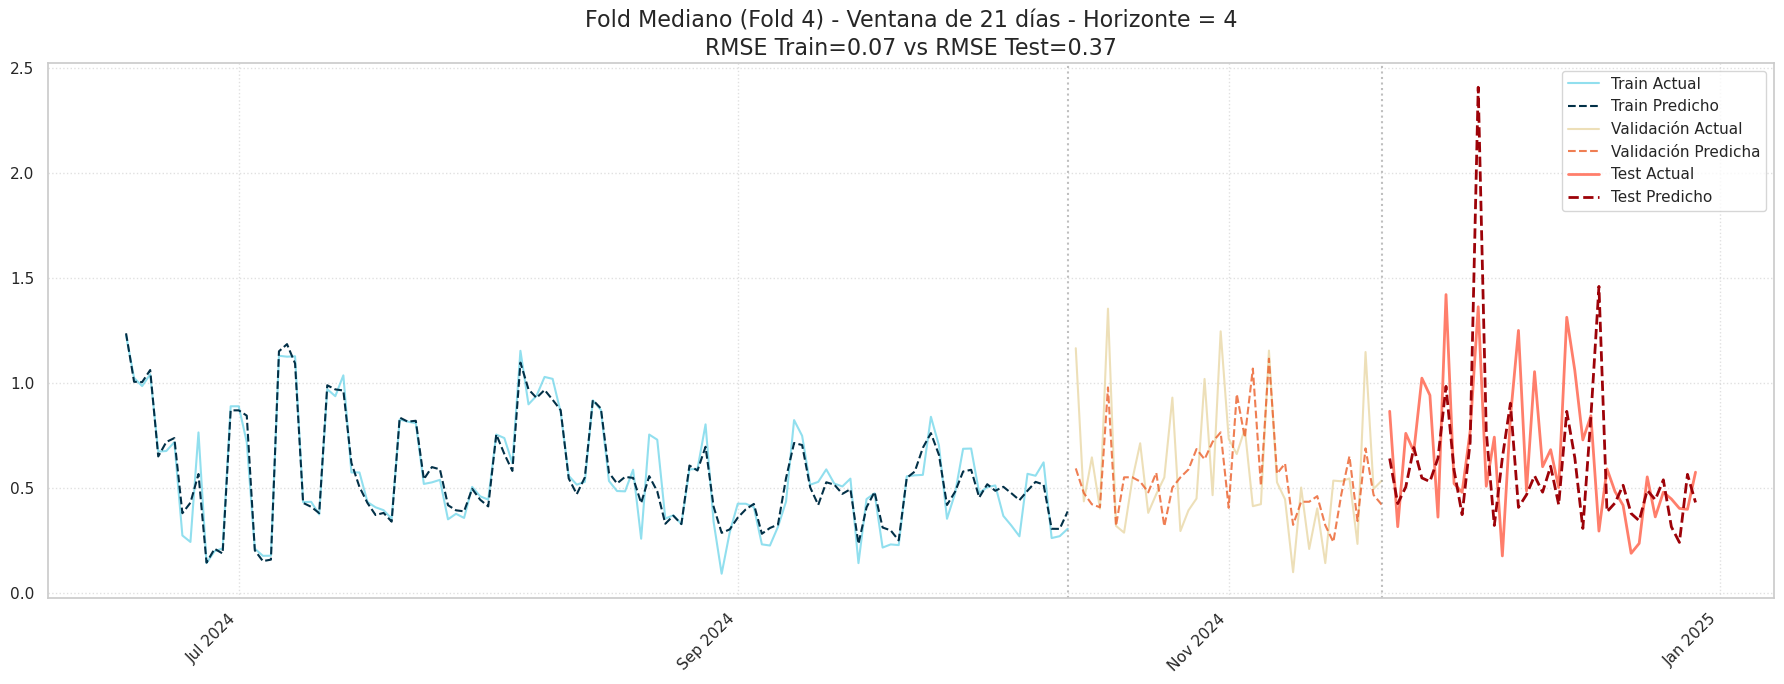 Fold Mediano (Fold 4) - Ventana de 21 días - Horizonte = 4
RMSE Train=0.07 vs RMSE Test=0.37
2.5
2.0
1.5
1.0
0.5
0.0
Train Actual
Train Predicho
Validación Actual
Validación Predicha
Test Actual
Test Predicho
Jul 2024
Sep 2024
Nov 2024
Jan 2025